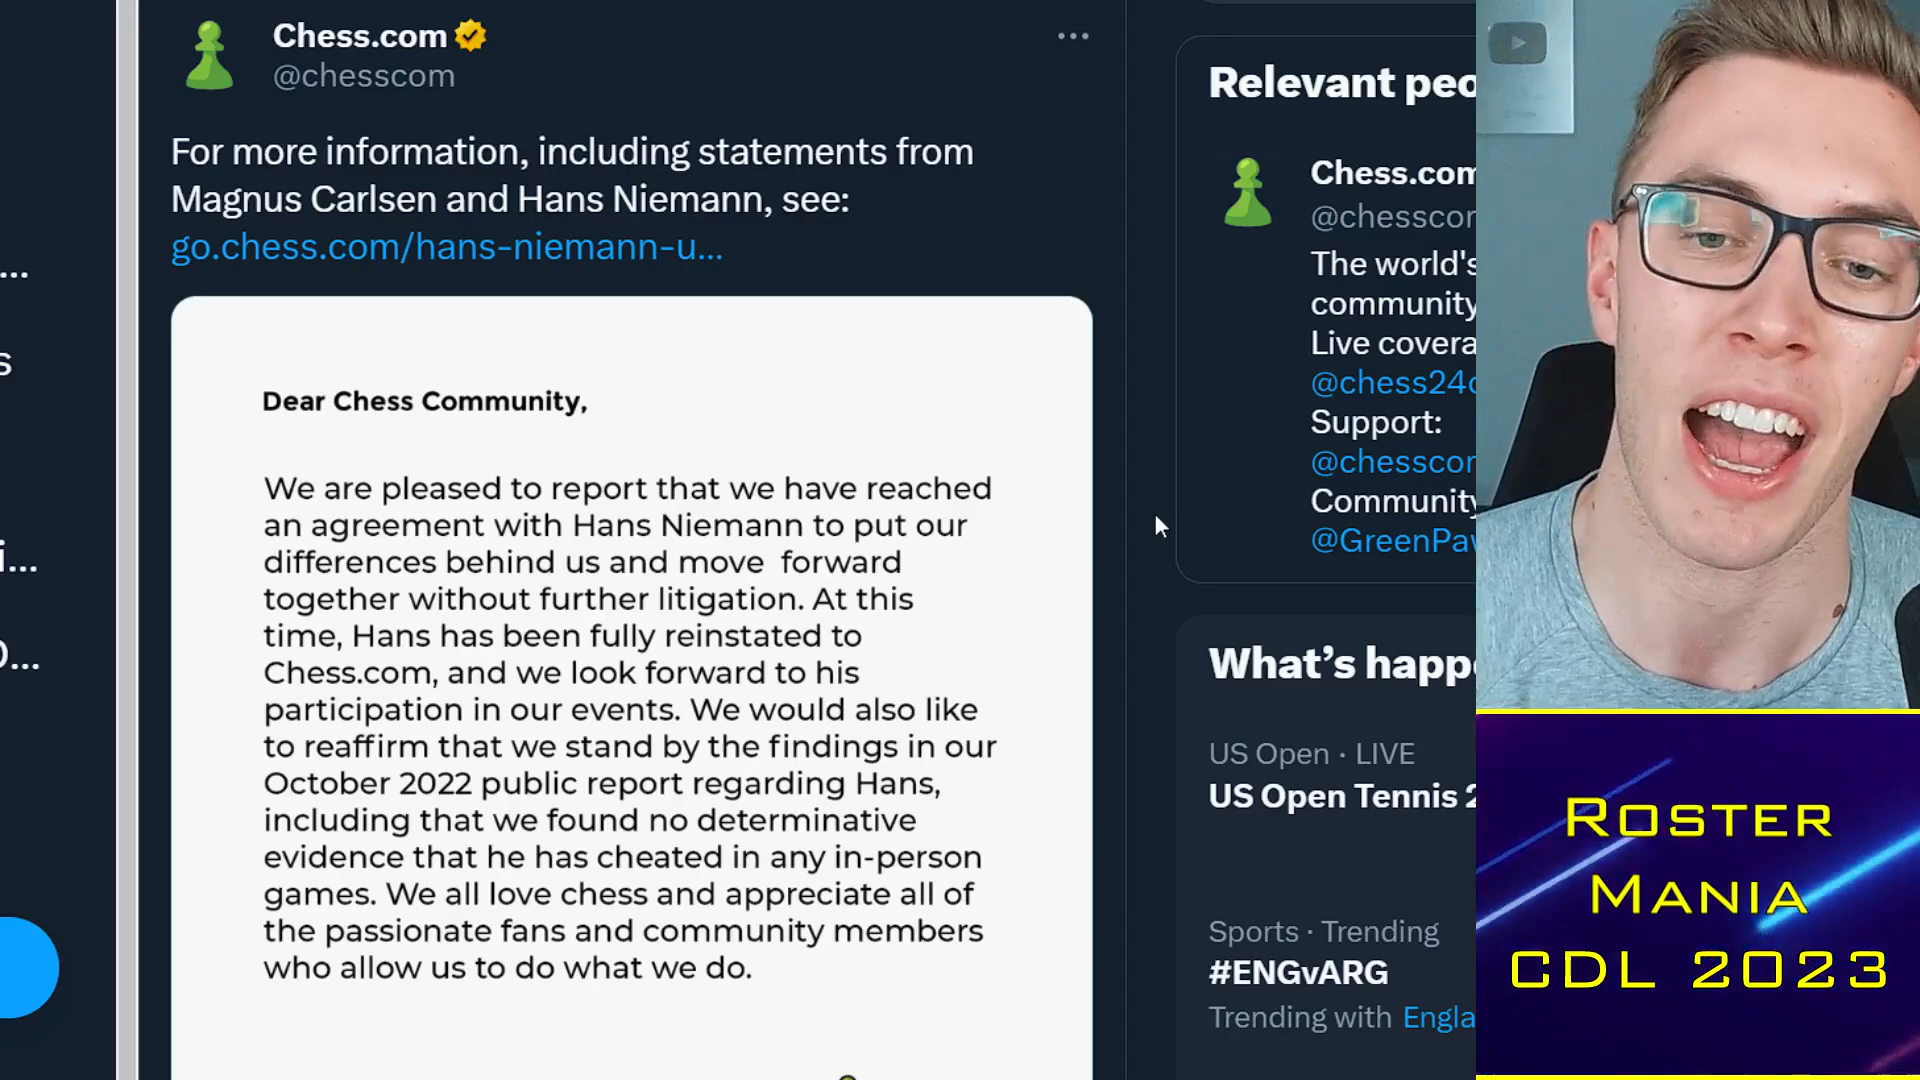 Chess.com
@chesscom
For more information, including statements from
Magnus Carlsen and Hans Niemann, see:
go.chess.com/hans-niemann-u...
Dear Chess Community,
We are pleased to report that we have reached
an agreement with Hans Niemann to put our
differences behind us and move  forward
together without further litigation. At this
time, Hans has been fully reinstated to
Chess.com, and we look forward to his
participation in our events. We would also like
to reaffirm that we stand by the findings in our
October 2022 public report regarding Hans,
including that we found no determinative
evidence that he has cheated in any in-person
games. We all love chess and appreciate all of
the passionate fans and community members
who allow us to do what we do.
...
s
i...
...
Relevant peo
Chess.com
@chesscor
The world's
community
Live covera
@chess24c
Support:
@chesscor
Community
@GreenPaw
What's happe
US Open · LIVE
US Open Tennis 2
Sports · Trending
#ENGvARG
Trending with Engla
ROSTER
MANIA
CDL 2023